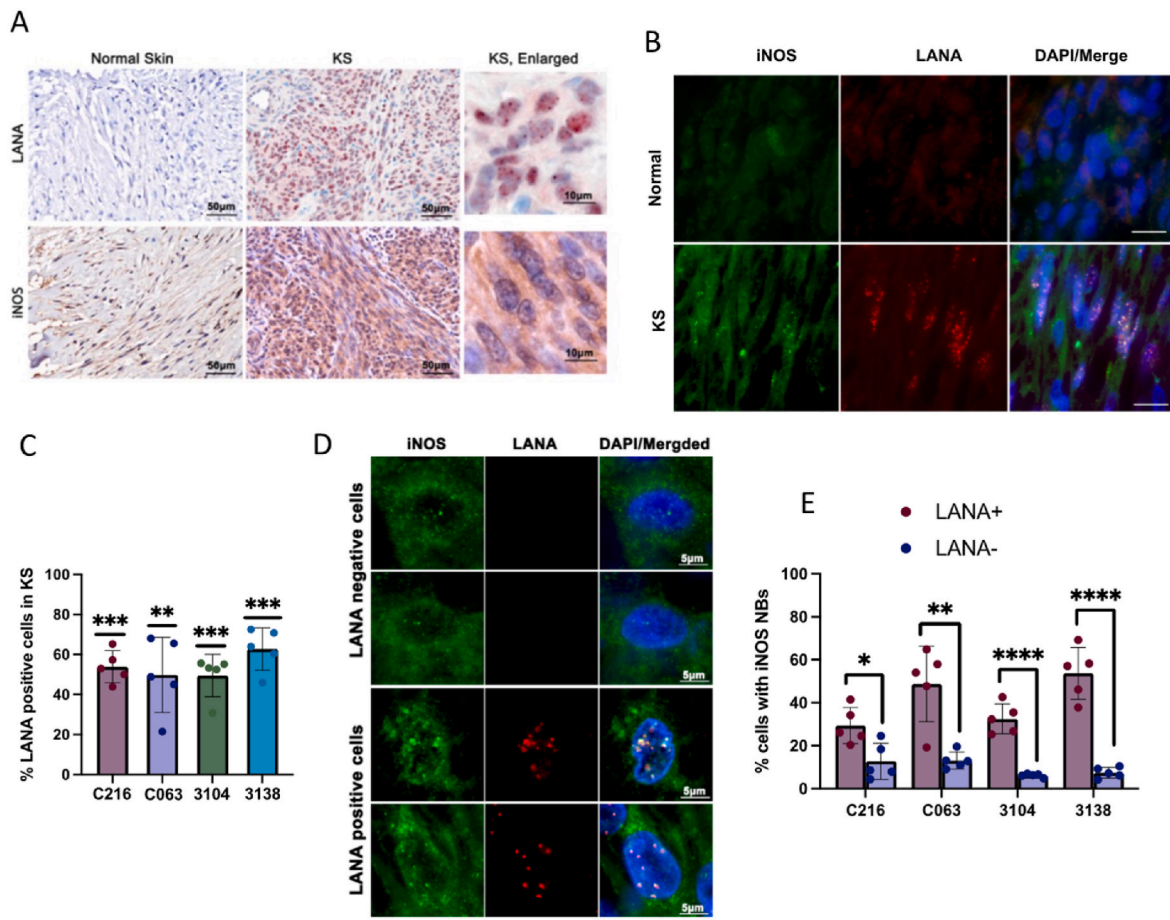 A
Normal Skin
KS
KS, Enlarged
LANA
50µm
50µm
10µm
iNOS
50µm
50µm
10µm
B
iNOS
LANA
DAPI/Merge
Normal
KS
C
% LANA positive cells in KS
100
80
60
40
20
0
***
**
***
***
C216
C063
3104
3138
D
iNOS
LANA
DAPI/Mergded
LANA negative cells
5µm
5µm
LANA positive cells
5µm
5µm
E
LANA+
LANA-
% cells with iNOS NBs
100
80
60
40
20
0
*
**
****
****
C216
C063
3104
3138